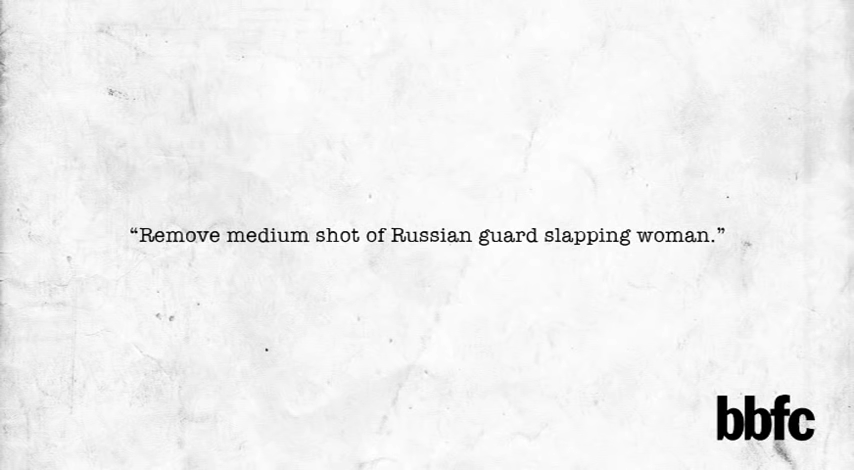 “Remove medium shot of Russian guard slapping woman.”
bbfc